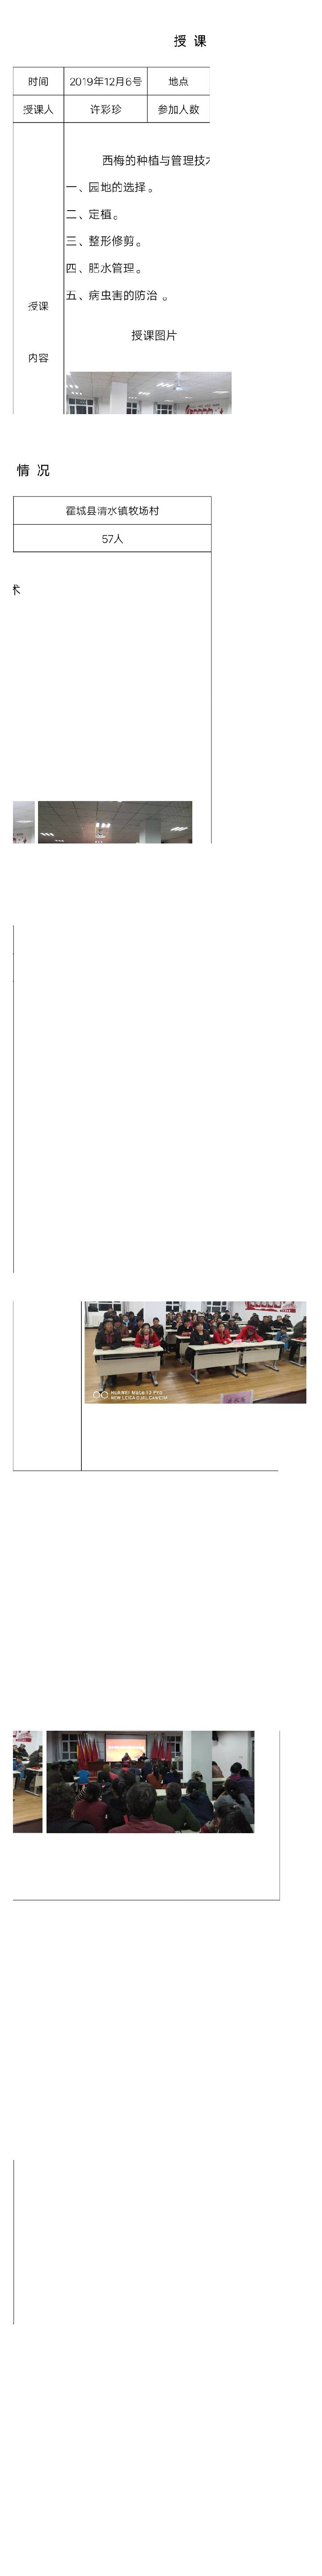 授 课
时间 2019年12月6号 地点
授课人 许彩珍 参加人数
西梅的种植与管理技
一、园地的选择。
二、定植。
三、整形修剪。
四、肥水管理。
五、病虫害的防治 。
授课
授课图片
内容
情 况
霍城县清水镇牧场村
57人
术
HUAWEI Mate 10 Pro
NEW LEICA DUAL CAMERA